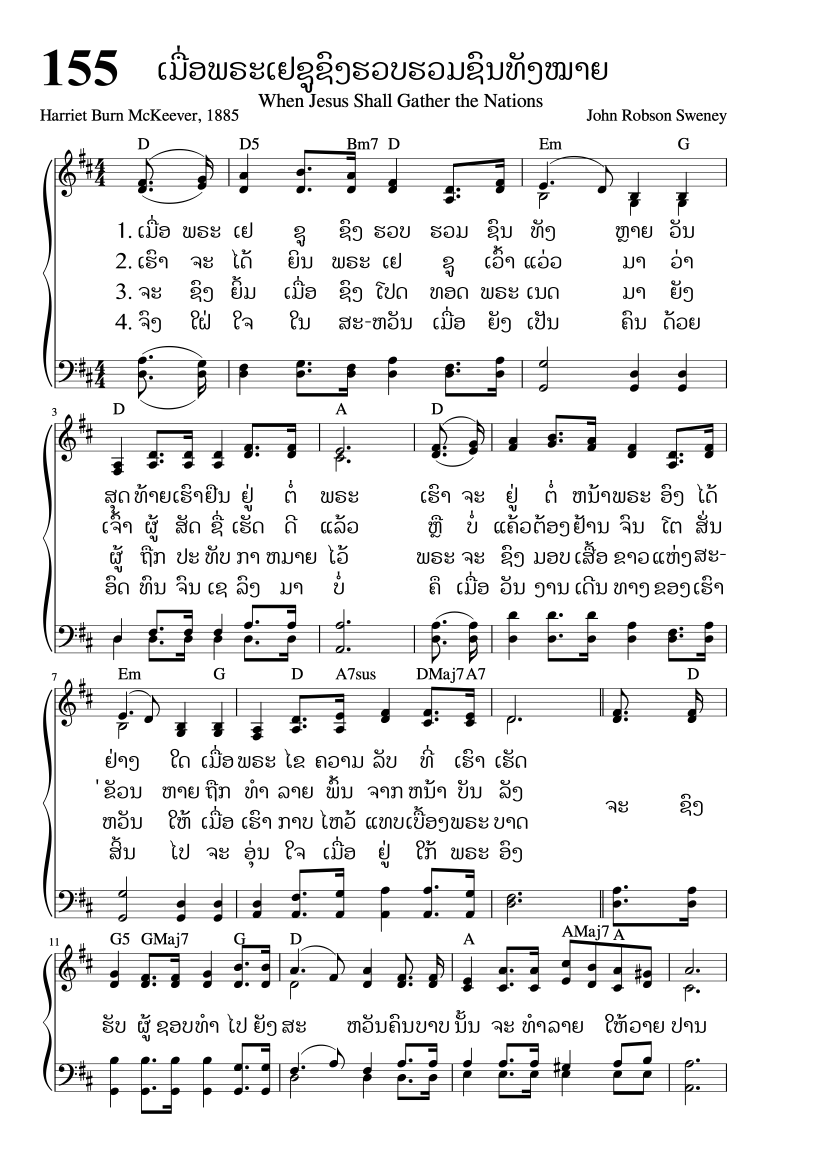 155 ເມື່ອພຣະເຢຊູຊົງຮວບຮວມຊົນທັງໝາຍ
When Jesus Shall Gather the Nations
Harriet Burn McKeever, 1885 John Robson Sweney
D D5 Bm7 D Em G
1. ເມື່ອ ພຣະ ເຢ ຊູ ຊົງ ຮວບ ຮວມ ຊົນ ທັງ ຫຼາຍ ວັນ
2. ເຮົາ ຈະ ໄດ້ ຍິນ ພຣະ ເຢ ຊູ ເວົ້າ ແວ່ວ ມາ ວ່າ
3. ຈະ ຊົງ ຍິ້ມ ເມື່ອ ຊົງ ໂປດ ທອດ ພຣະ ເນດ ມາ ຍັງ
4. ຈົ່ງ ໃຝ່ ໃຈ ໃນ ສະ-ຫວັນ ເມື່ອ ຍັງ ເປັນ ຄົນ ດ້ວຍ
3 D A D
ສຸດ ທ້າຍ ເຮົາ ຢືນ ຢູ່ ຕໍ່ ພຣະ ເຮົາ ຈະ ຢູ່ ຕໍ່ ຫນ້າ ພຣະ ອົງ ໄດ້
ເຈົ້າ ຜູ້ ສັດ ຊື່ ເຮັດ ດີ ແລ້ວ ຫຼື ບໍ່ ແຄ້ວ ຕ້ອງ ຢ້ານ ຈົນ ໂຕ ສັ່ນ
ຜູ້ ຖືກ ປະ ທັບ ກາ ຫມາຍ ໄວ້ ພຣະ ຈະ ຊົງ ມອບ ເສື້ອ ຂາວ ແຫ່ງ ສະ-
ອົດ ທົນ ຈົນ ເຊ ລົງ ມາ ບໍ່ ຄຶ ເມື່ອ ວັນ ງານ ເດີນ ທາງ ຂອງ ເຮົາ
7 Em G D A7sus DMaj7 A7 D
ຢ່າງ ໃດ ເມື່ອ ພຣະ ໄຂ ຄວາມ ລັບ ທີ່ ເຮົາ ເຮັດ
ຂັວນ ຫາຍ ຖືກ ທຳ ລາຍ ພົ້ນ ຈາກ ຫນ້າ ບັນ ລັງ
ຈະ ຊົງ
ຫວັນ ໃຫ້ ເມື່ອ ເຮົາ ກາບ ໄຫວ້ ແທບ ເບື້ອງ ພຣະ ບາດ
ສິ້ນ ໄປ ຈະ ອຸ່ນ ໃຈ ເມື່ອ ຢູ່ ໃກ້ ພຣະ ອົງ
11 G5 GMaj7 G D A AMaj7 A
ຮັບ ຜູ້ ຊອບ ທຳ ໄປ ຍັງ ສະ ຫວັນ ຄົນ ບາບ ນັ້ນ ຈະ ທຳ ລາຍ ໃຫ້ ວາຍ ປານ